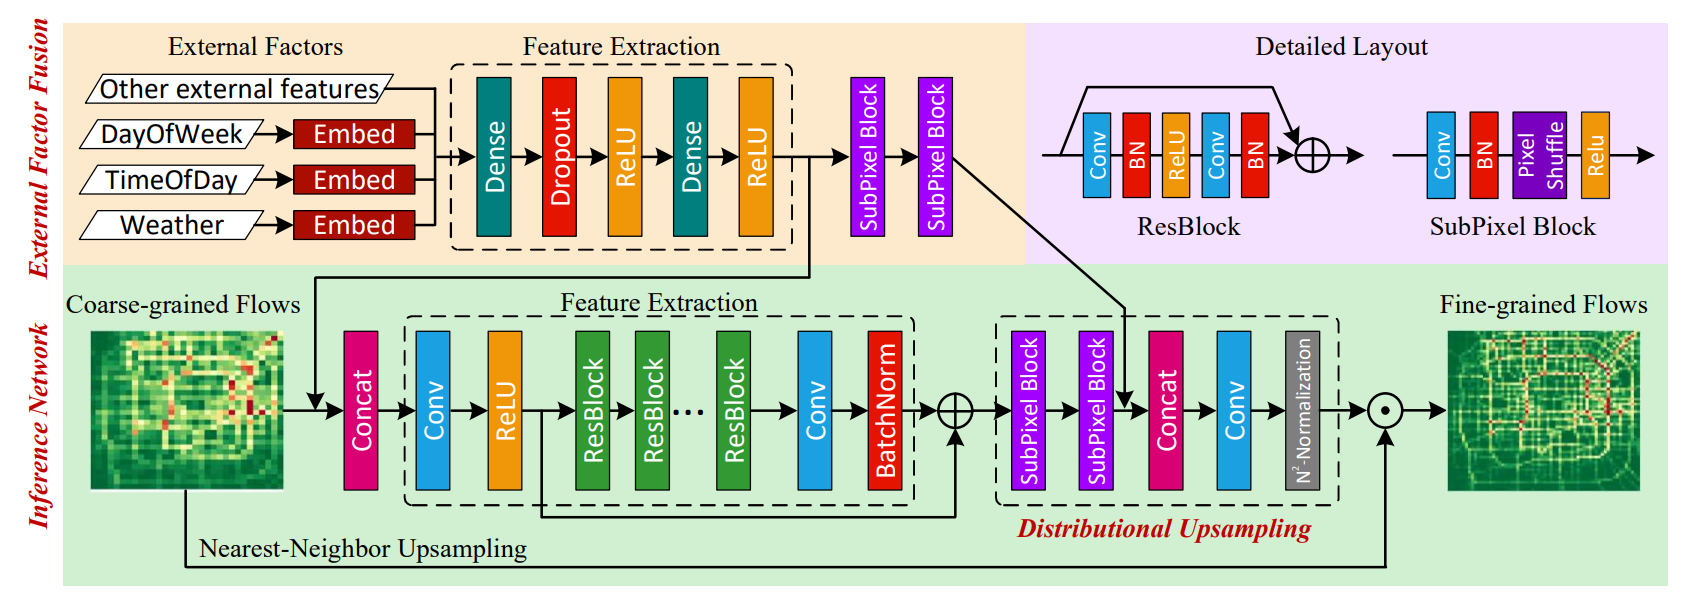 External Factor Fusion
External Factors
Other external features
DayOfWeek
Embed
TimeOfDay
Embed
Weather
Embed
Feature Extraction
Dense
Dropout
ReLU
Dense
ReLU
SubPixel Block
SubPixel Block
Detailed Layout
Conv
BN
ReLU
Conv
BN
ResBlock
Conv
BN
Pixel
Shuffle
Relu
SubPixel Block
Inference Network
Coarse-grained Flows
Concat
Feature Extraction
Conv
ReLU
ResBlock
ResBlock
...
ResBlock
Conv
BatchNorm
SubPixel Block
SubPixel Block
Concat
Conv
N²-Normalization
Distributional Upsampling
Fine-grained Flows
Nearest-Neighbor Upsampling